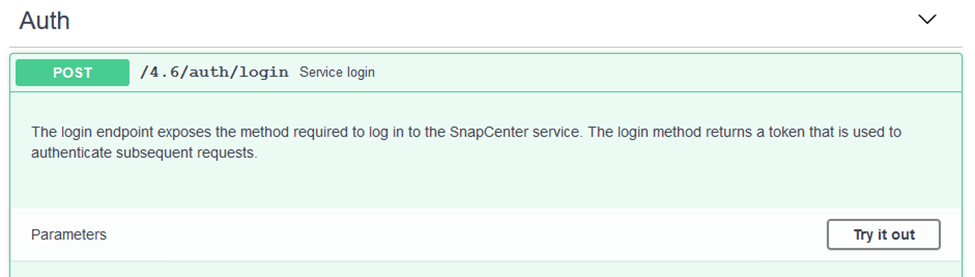 Auth
POST /4.6/auth/login Service login
The login endpoint exposes the method required to log in to the SnapCenter service. The login method returns a token that is used to
authenticate subsequent requests.
Parameters Try it out